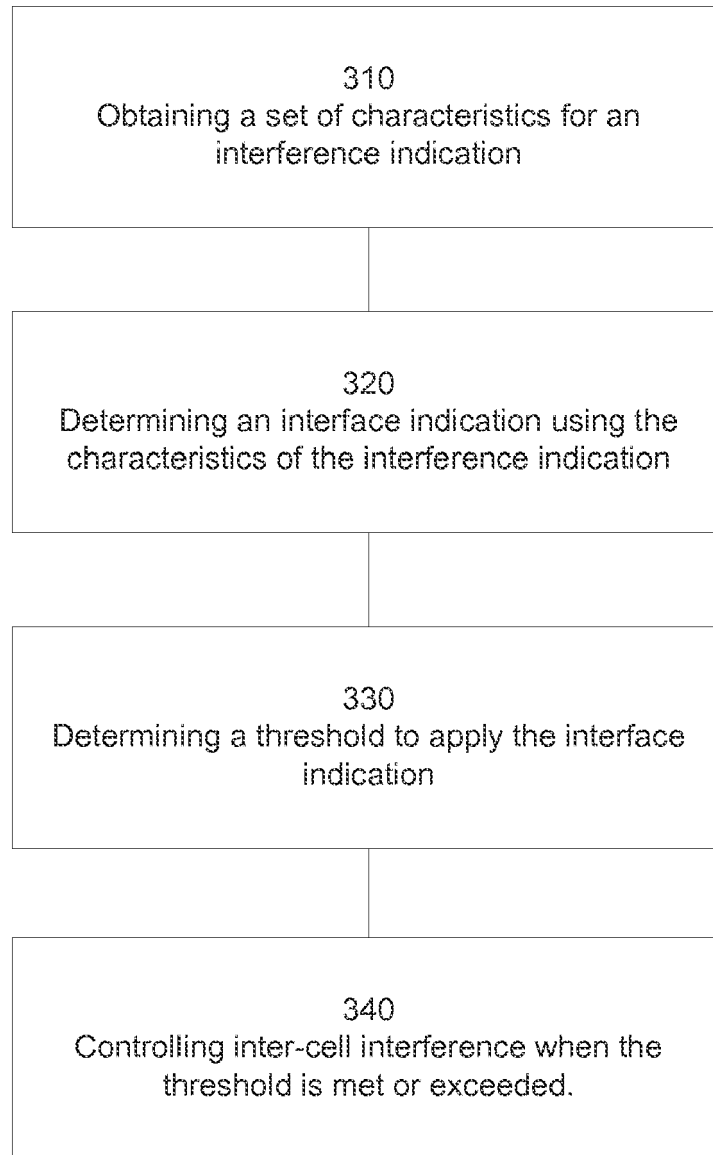 310
Obtaining a set of characteristics for an
interference indication
320
Determining an interface indication using the
characteristics of the interference indication
330
Determining a threshold to apply the interface
indication
340
Controlling inter-cell interference when the
threshold is met or exceeded.